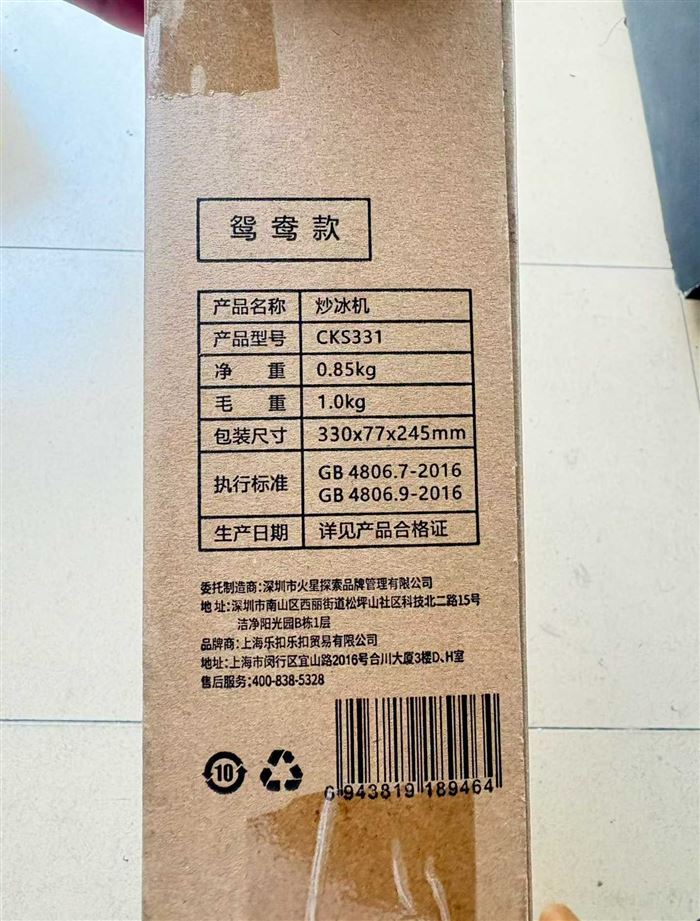 鸳鸯款
产品名称 炒冰机
产品型号 CKS331
净 重 0.85kg
毛 重 1.0kg
包装尺寸 330x77x245mm
执行标准 GB 4806.7-2016
GB 4806.9-2016
生产日期 详见产品合格证
委托制造商:深圳市火星探索品牌管理有限公司
地 址:深圳市南山区西丽街道松坪山社区科技北二路15号
洁净阳光园B栋1层
品牌商:上海乐扣乐扣贸易有限公司
地址:上海市闵行区宜山路2016号合川大厦3楼D、H室
售后服务:400-838-5328
10
6 943819 189464